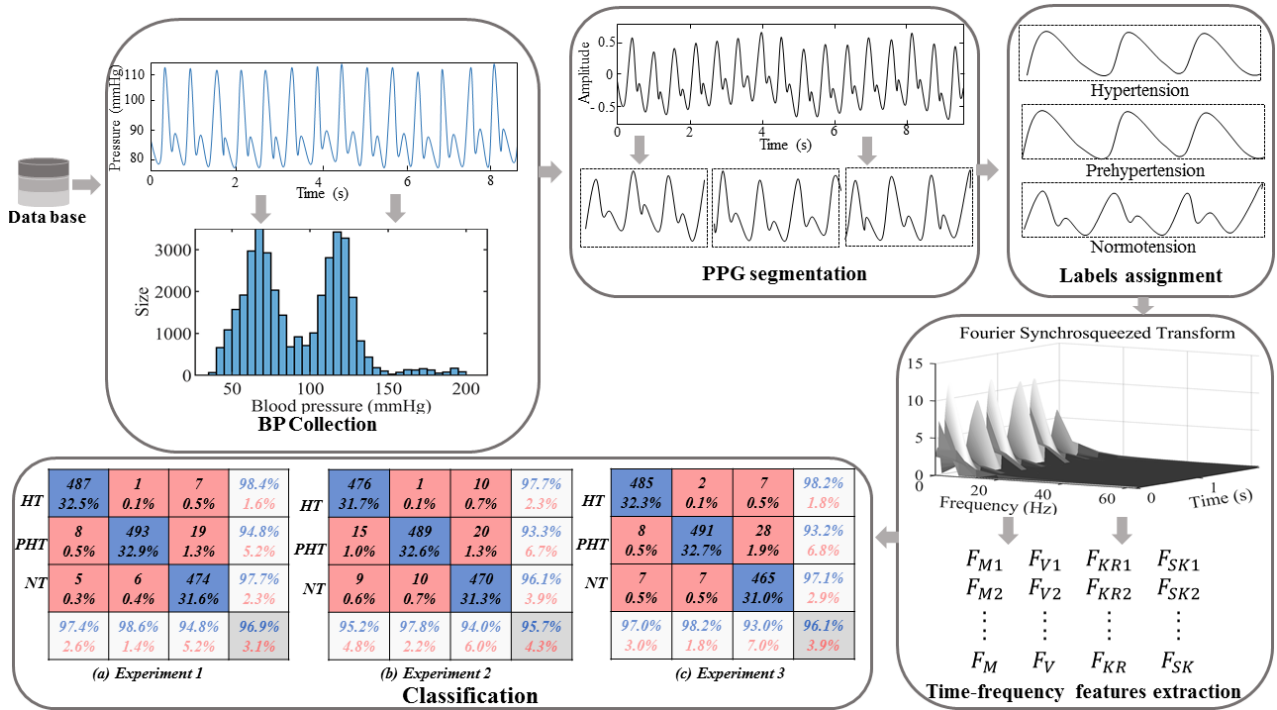 Data base
Pressure (mmHg)
110
100
90
80
0 2 4 6 8
Time (s)
Size
3000
2000
1000
0
50 100 150 200
Blood pressure (mmHg)
BP Collection
Amplitude
0.5
0
- 0.5
0 2 4 6 8
Time (s)
PPG segmentation
Hypertension
Prehypertension
Normotension
Labels assignment
Fourier Synchrosqueezed Transform
15
10
5
0
0 20 40 60
Frequency (Hz)
0 1
Time (s)
F_M1 F_V1 F_KR1 F_SK1
F_M2 F_V2 F_KR2 F_SK2
⋮ ⋮ ⋮ ⋮
F_M F_V F_KR F_SK
Time-frequency features extraction
HT
487 1 7 98.4%
32.5% 0.1% 0.5% 1.6%
PHT
8 493 19 94.8%
0.5% 32.9% 1.3% 5.2%
NT
5 6 474 97.7%
0.3% 0.4% 31.6% 2.3%
97.4% 98.6% 94.8% 96.9%
2.6% 1.4% 5.2% 3.1%
(a) Experiment 1
HT
476 1 10 97.7%
31.7% 0.1% 0.7% 2.3%
PHT
15 489 20 93.3%
1.0% 32.6% 1.3% 6.7%
NT
9 10 470 96.1%
0.6% 0.7% 31.3% 3.9%
95.2% 97.8% 94.0% 95.7%
4.8% 2.2% 6.0% 4.3%
(b) Experiment 2
HT
485 2 7 98.2%
32.3% 0.1% 0.5% 1.8%
PHT
8 491 28 93.2%
0.5% 32.7% 1.9% 6.8%
NT
7 7 465 97.1%
0.5% 0.5% 31.0% 2.9%
97.0% 98.2% 93.0% 96.1%
3.0% 1.8% 7.0% 3.9%
(c) Experiment 3
Classification